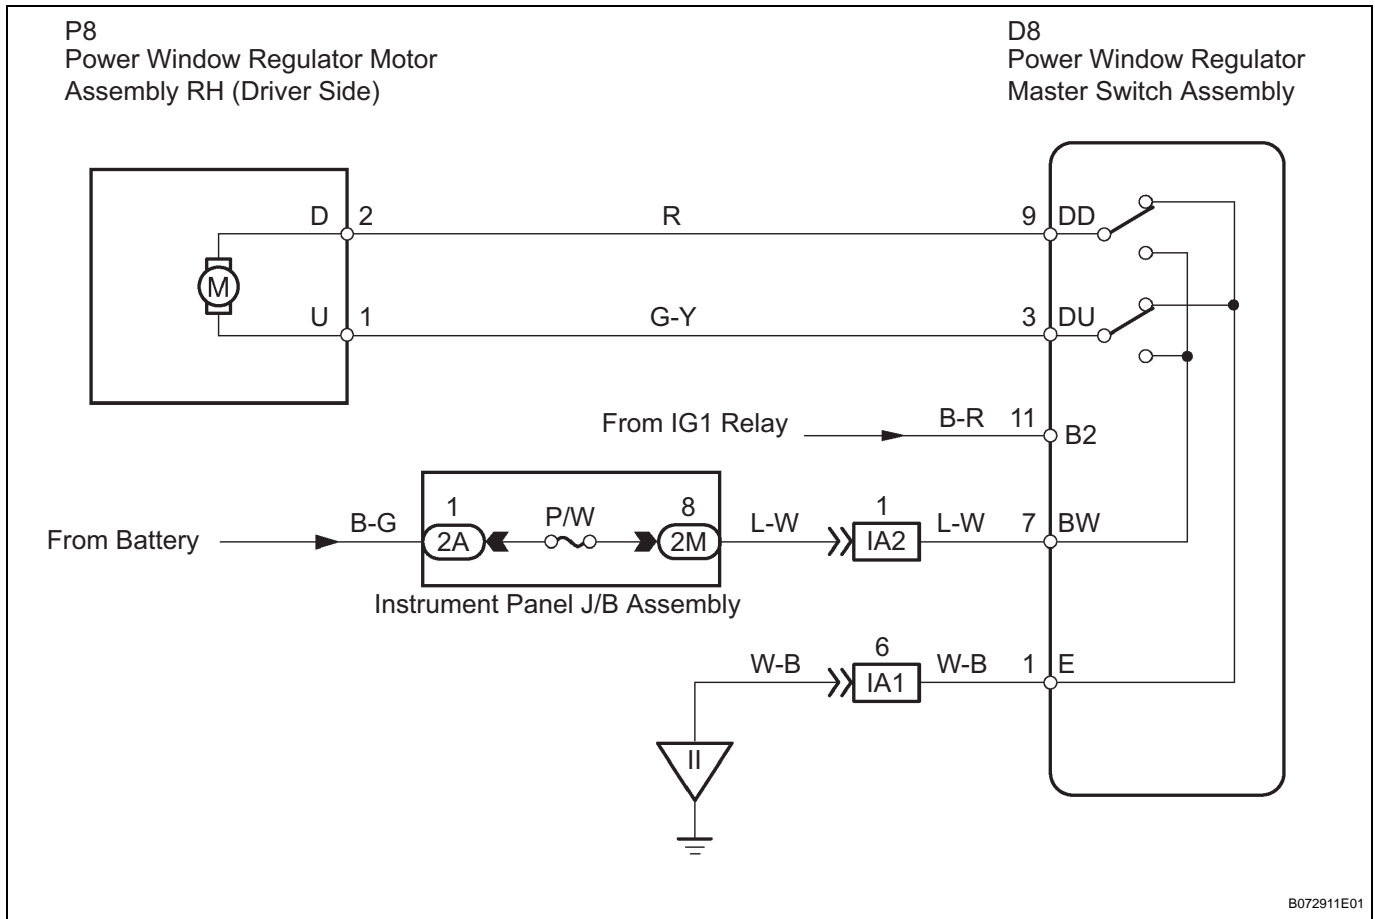 P8
Power Window Regulator Motor
Assembly RH (Driver Side)
D8
Power Window Regulator
Master Switch Assembly
D 2 R 9 DD
M
U 1 G-Y 3 DU
From IG1 Relay B-R 11 B2
From Battery B-G 1 2A P/W 8 2M L-W 1 IA2 L-W 7 BW
Instrument Panel J/B Assembly
W-B 6 IA1 W-B 1 E
II
B072911E01